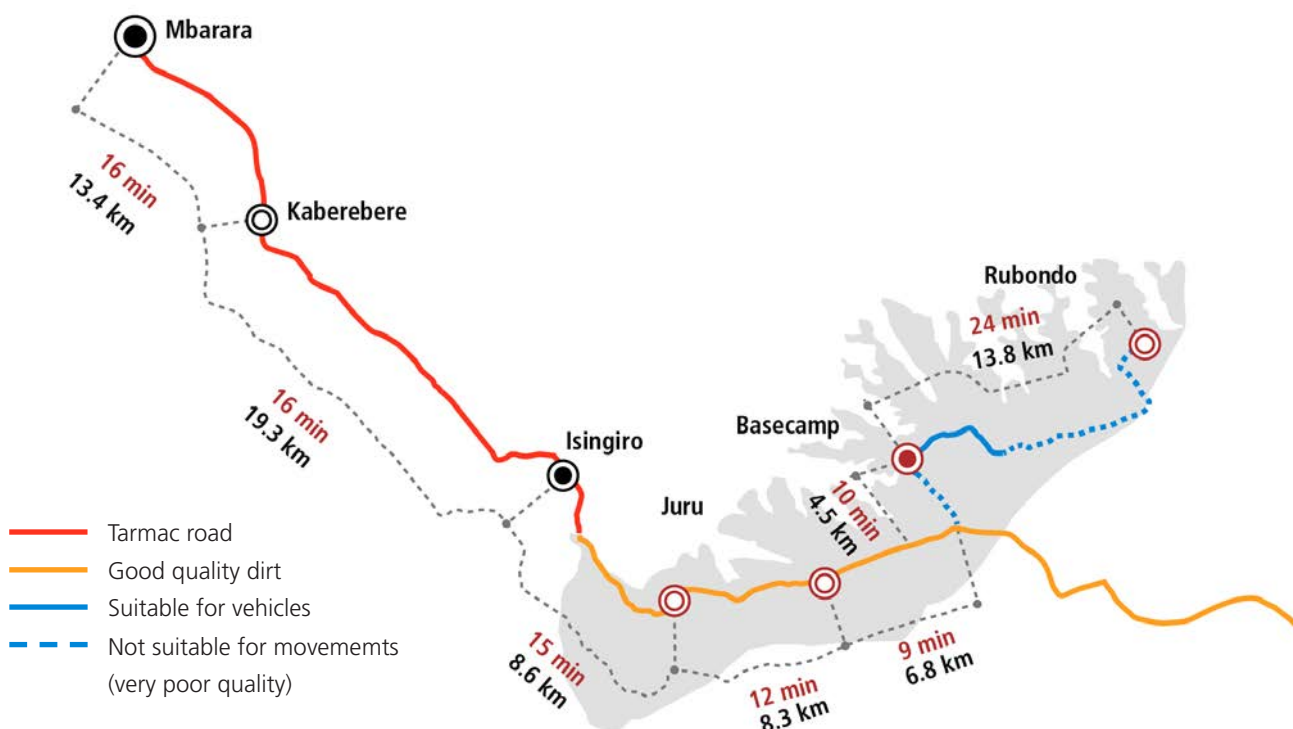 Mbarara
16 min
13.4 km
Kaberebere
16 min
19.3 km
Isingiro
Rubondo
24 min
13.8 km
Basecamp
10 min
4.5 km
Juru
15 min
8.6 km
12 min
8.3 km
9 min
6.8 km
Tarmac road
Good quality dirt
Suitable for vehicles
Not suitable for movememts
(very poor quality)